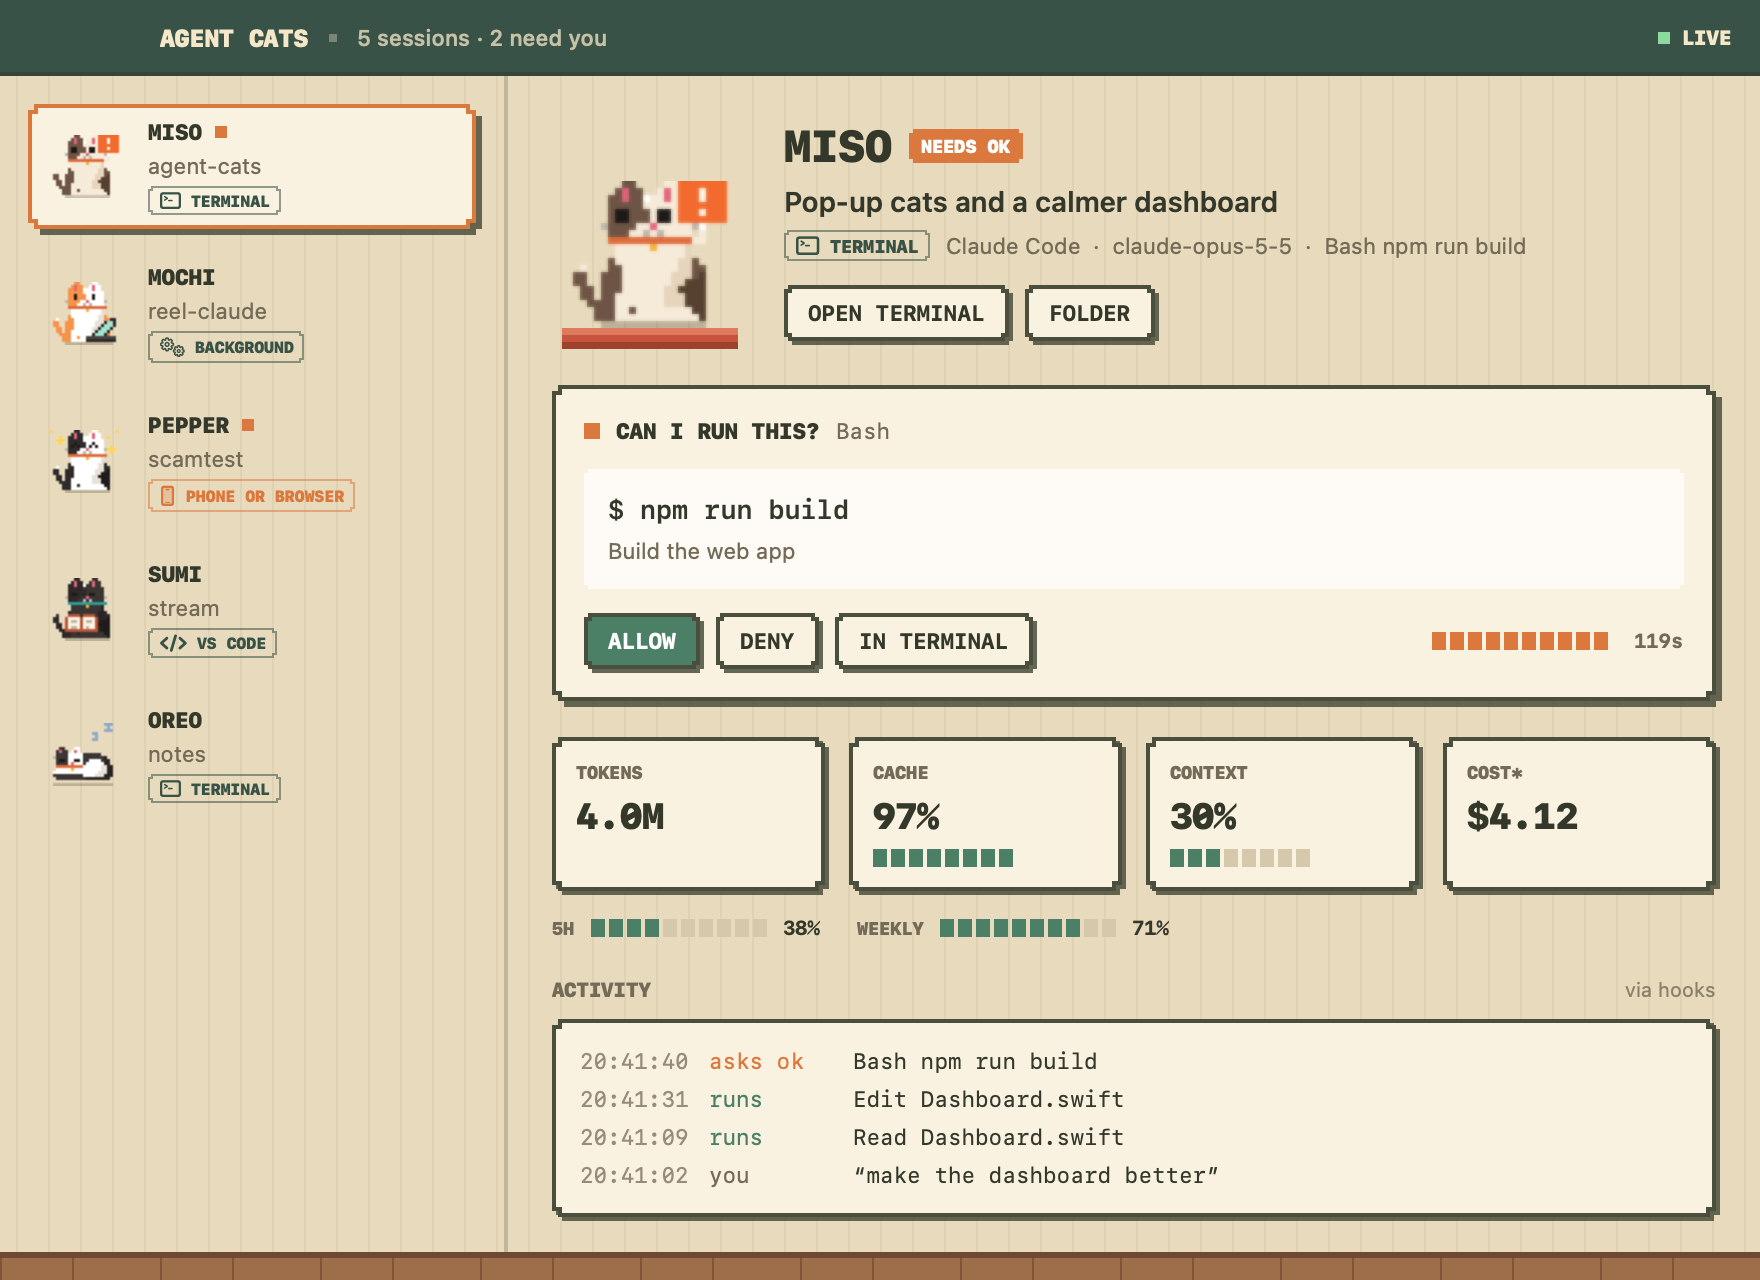 AGENT CATS ▪ 5 sessions · 2 need you
LIVE
MISO
agent-cats
TERMINAL
MOCHI
reel-claude
BACKGROUND
PEPPER
scamtest
PHONE OR BROWSER
SUMI
stream
</> VS CODE
OREO
notes
TERMINAL
MISO NEEDS OK
Pop-up cats and a calmer dashboard
TERMINAL Claude Code · claude-opus-5-5 · Bash npm run build
OPEN TERMINAL FOLDER
CAN I RUN THIS? Bash
$ npm run build
Build the web app
ALLOW DENY IN TERMINAL 119s
TOKENS
4.0M
CACHE
97%
CONTEXT
30%
COST*
$4.12
5H 38% WEEKLY 71%
ACTIVITY via hooks
20:41:40 asks ok Bash npm run build
20:41:31 runs Edit Dashboard.swift
20:41:09 runs Read Dashboard.swift
20:41:02 you “make the dashboard better”